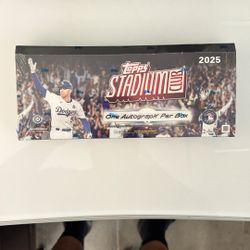 2025
Topps
STADIUM
CLUB
One Autograph Per Box
Dodgers